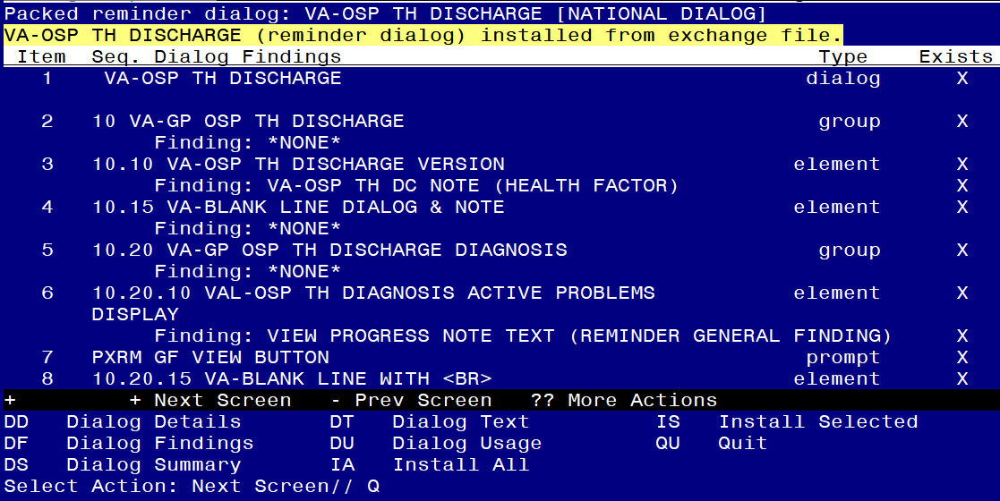 Packed reminder dialog: VA-OSP TH DISCHARGE [NATIONAL DIALOG]
VA-OSP TH DISCHARGE (reminder dialog) installed from exchange file.
Item Seq. Dialog Findings Type Exists
1 VA-OSP TH DISCHARGE dialog X
2 10 VA-GP OSP TH DISCHARGE group X
Finding: *NONE*
3 10.10 VA-OSP TH DISCHARGE VERSION element X
Finding: VA-OSP TH DC NOTE (HEALTH FACTOR) X
4 10.15 VA-BLANK LINE DIALOG & NOTE element X
Finding: *NONE*
5 10.20 VA-GP OSP TH DISCHARGE DIAGNOSIS group X
Finding: *NONE*
6 10.20.10 VAL-OSP TH DIAGNOSIS ACTIVE PROBLEMS element X
DISPLAY
Finding: VIEW PROGRESS NOTE TEXT (REMINDER GENERAL FINDING) X
7 PXRM GF VIEW BUTTON prompt X
8 10.20.15 VA-BLANK LINE WITH <BR> element X
+ + Next Screen - Prev Screen ?? More Actions
DD Dialog Details DT Dialog Text IS Install Selected
DF Dialog Findings DU Dialog Usage QU Quit
DS Dialog Summary IA Install All
Select Action: Next Screen// Q